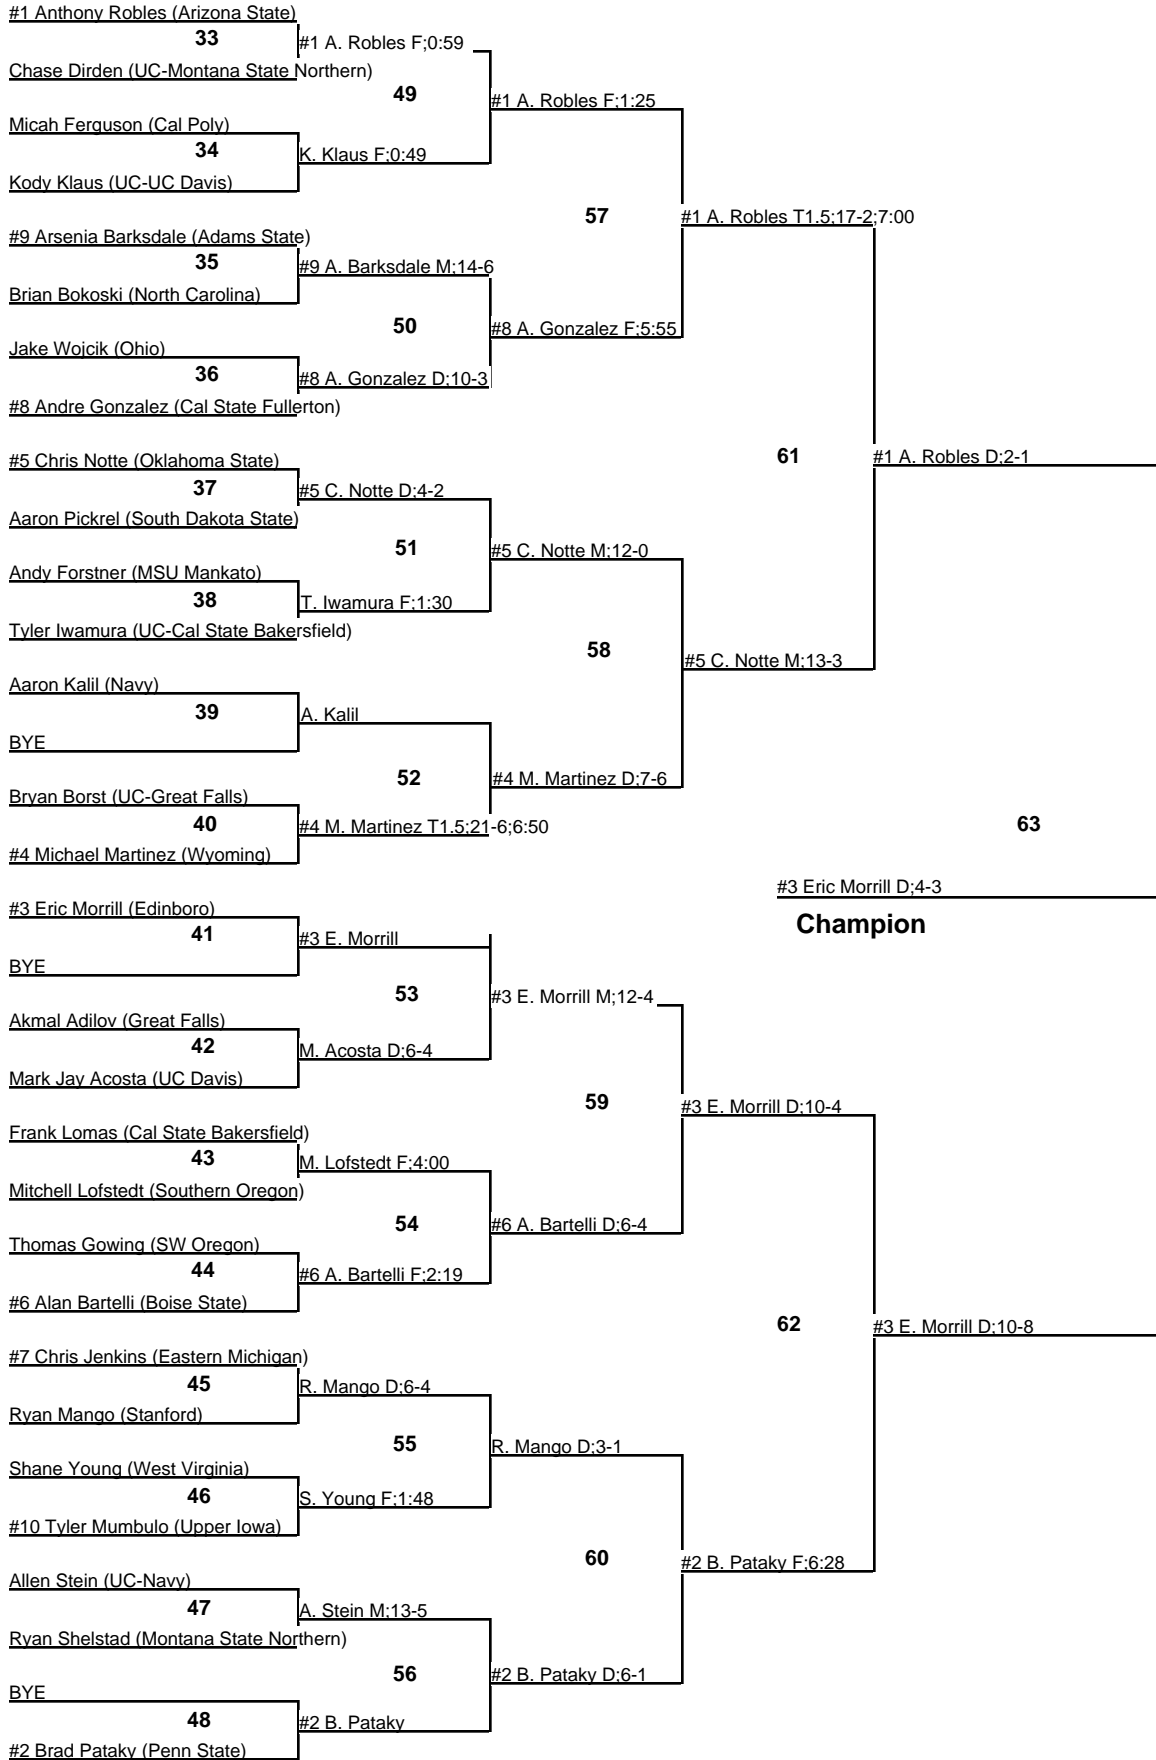 #1 Anthony Robles (Arizona State)
33
#1 A. Robles F;0:59
Chase Dirden (UC-Montana State Northern)
49
#1 A. Robles F;1:25
Micah Ferguson (Cal Poly)
34
K. Klaus F;0:49
Kody Klaus (UC-UC Davis)
57
#1 A. Robles T1.5;17-2;7:00
#9 Arsenia Barksdale (Adams State)
35
#9 A. Barksdale M;14-6
Brian Bokoski (North Carolina)
50
#8 A. Gonzalez F;5:55
Jake Wojcik (Ohio)
36
#8 A. Gonzalez D;10-3
#8 Andre Gonzalez (Cal State Fullerton)
61
#1 A. Robles D;2-1
#5 Chris Notte (Oklahoma State)
37
#5 C. Notte D;4-2
Aaron Pickrel (South Dakota State)
51
#5 C. Notte M;12-0
Andy Forstner (MSU Mankato)
38
T. Iwamura F;1:30
Tyler Iwamura (UC-Cal State Bakersfield)
58
#5 C. Notte M;13-3
Aaron Kalil (Navy)
39
A. Kalil
BYE
52
#4 M. Martinez D;7-6
Bryan Borst (UC-Great Falls)
40
#4 M. Martinez T1.5;21-6;6:50
63
#4 Michael Martinez (Wyoming)
#3 Eric Morrill D;4-3
Champion
#3 Eric Morrill (Edinboro)
41
#3 E. Morrill
BYE
53
#3 E. Morrill M;12-4
Akmal Adilov (Great Falls)
42
M. Acosta D;6-4
Mark Jay Acosta (UC Davis)
59
#3 E. Morrill D;10-4
Frank Lomas (Cal State Bakersfield)
43
M. Lofstedt F;4:00
Mitchell Lofstedt (Southern Oregon)
54
#6 A. Bartelli D;6-4
Thomas Gowing (SW Oregon)
44
#6 A. Bartelli F;2:19
#6 Alan Bartelli (Boise State)
62
#3 E. Morrill D;10-8
#7 Chris Jenkins (Eastern Michigan)
45
R. Mango D;6-4
Ryan Mango (Stanford)
55
R. Mango D;3-1
Shane Young (West Virginia)
46
S. Young F;1:48
#10 Tyler Mumbulo (Upper Iowa)
60
#2 B. Pataky F;6:28
Allen Stein (UC-Navy)
47
A. Stein M;13-5
Ryan Shelstad (Montana State Northern)
56
#2 B. Pataky D;6-1
BYE
48
#2 B. Pataky
#2 Brad Pataky (Penn State)